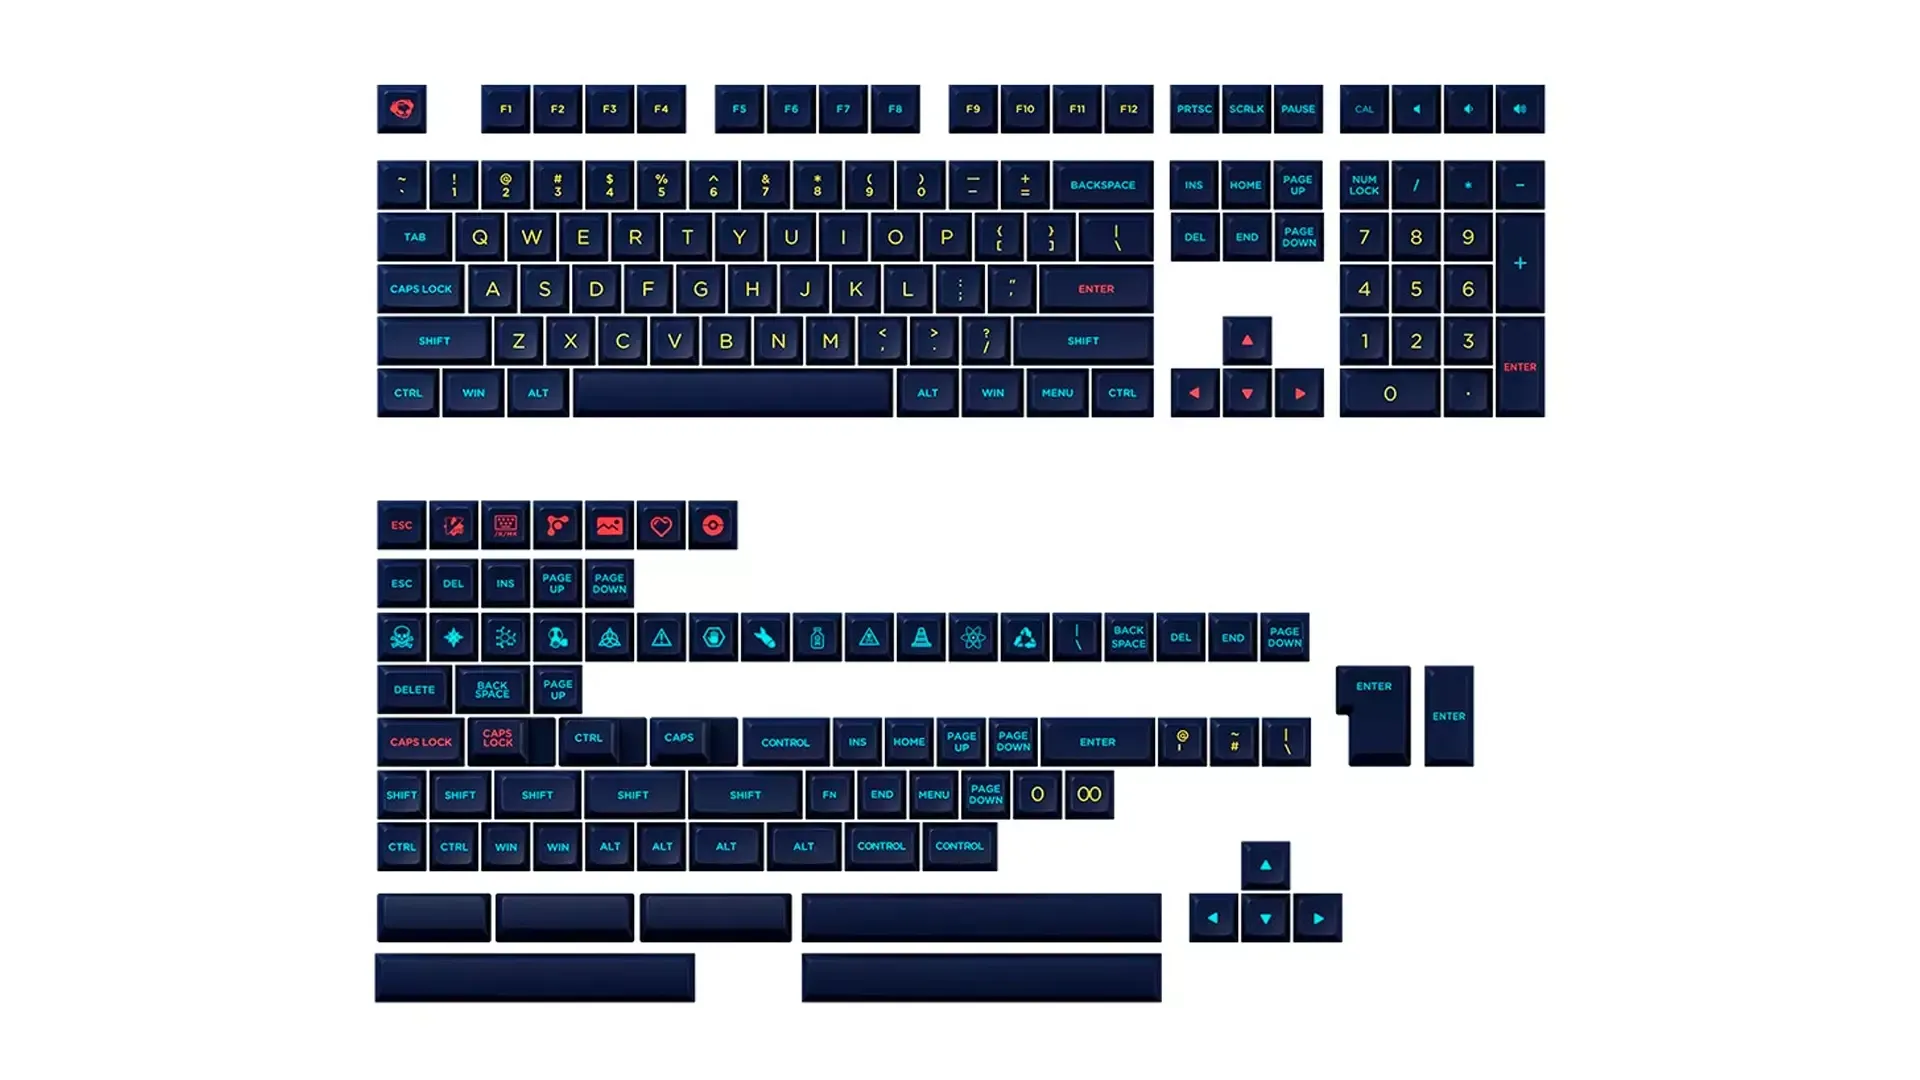 F1 F2 F3 F4 F5 F6 F7 F8 F9 F10 F11 F12 PRTSC SCRLK PAUSE CAL
~ ! @ # $ % ^ & * ( ) — + BACKSPACE INS HOME PAGE UP NUM LOCK / * −
` 1 2 3 4 5 6 7 8 9 0 - =
TAB Q W E R T Y U I O P { } | DEL END PAGE DOWN 7 8 9 +
[ ] \
CAPS LOCK A S D F G H J K L : " ENTER 4 5 6
; '
SHIFT Z X C V B N M < > ? SHIFT 1 2 3 ENTER
, . /
CTRL WIN ALT ALT WIN MENU CTRL 0 .
ESC
/R/MK
ESC DEL INS PAGE UP PAGE DOWN
| \ BACK SPACE DEL END PAGE DOWN
DELETE BACK SPACE PAGE UP ENTER ENTER
CAPS LOCK CAPS LOCK CTRL CAPS CONTROL INS HOME PAGE UP PAGE DOWN ENTER @ ' ~ # | \
SHIFT SHIFT SHIFT SHIFT SHIFT FN END MENU PAGE DOWN 0 00
CTRL CTRL WIN WIN ALT ALT ALT ALT CONTROL CONTROL